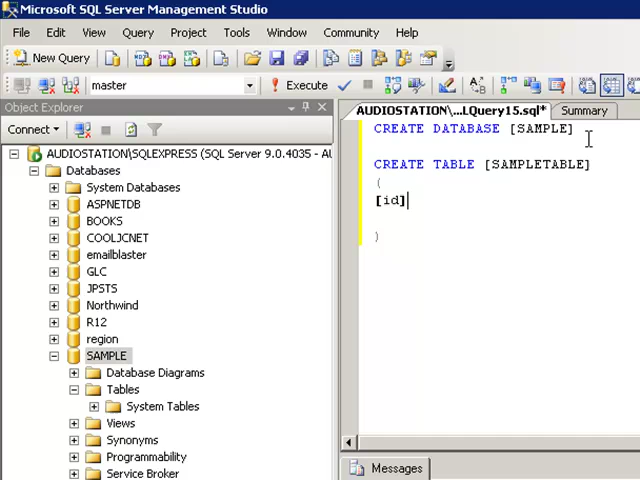 Microsoft SQL Server Management Studio
File Edit View Query Project Tools Window Community Help
New Query
master Execute
Object Explorer
Connect
AUDIOSTATION\SQLEXPRESS (SQL Server 9.0.4035 - AU
Databases
System Databases
ASPNETDB
BOOKS
COOLJCNET
emailblaster
GLC
JPSTS
Northwind
R12
region
SAMPLE
Database Diagrams
Tables
System Tables
Views
Synonyms
Programmability
Service Broker
AUDIOSTATION\...LQuery15.sql* Summary
CREATE DATABASE [SAMPLE]
CREATE TABLE [SAMPLETABLE]
(
[id]
)
Messages